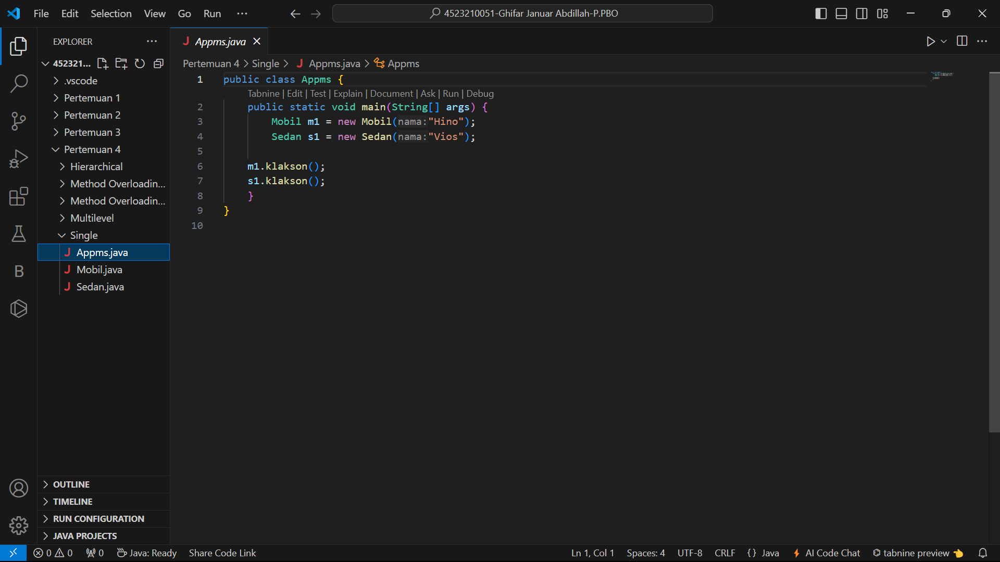 File Edit Selection View Go Run
4523210051-Ghifar Januar Abdillah-P.PBO
EXPLORER
452321...
.vscode
Pertemuan 1
Pertemuan 2
Pertemuan 3
Pertemuan 4
Hierarchical
Method Overloadin...
Method Overloadin...
Multilevel
Single
Appms.java
Mobil.java
Sedan.java
OUTLINE
TIMELINE
RUN CONFIGURATION
JAVA PROJECTS
Appms.java
Pertemuan 4 > Single > Appms.java > Appms
1 public class Appms {
Tabnine | Edit | Test | Explain | Document | Ask | Run | Debug
2 public static void main(String[] args) {
3 Mobil m1 = new Mobil(nama:"Hino");
4 Sedan s1 = new Sedan(nama:"Vios");
5
6 m1.klakson();
7 s1.klakson();
8 }
9 }
10
0 0 0 Java: Ready Share Code Link Ln 1, Col 1 Spaces: 4 UTF-8 CRLF {} Java AI Code Chat tabnine preview